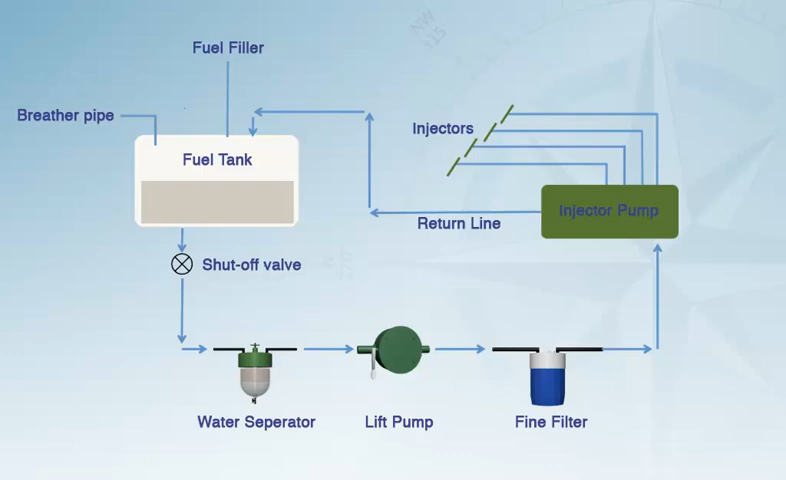 Fuel Filler
Breather pipe
Injectors
Fuel Tank
Injector Pump
Return Line
Shut-off valve
Water Seperator
Lift Pump
Fine Filter